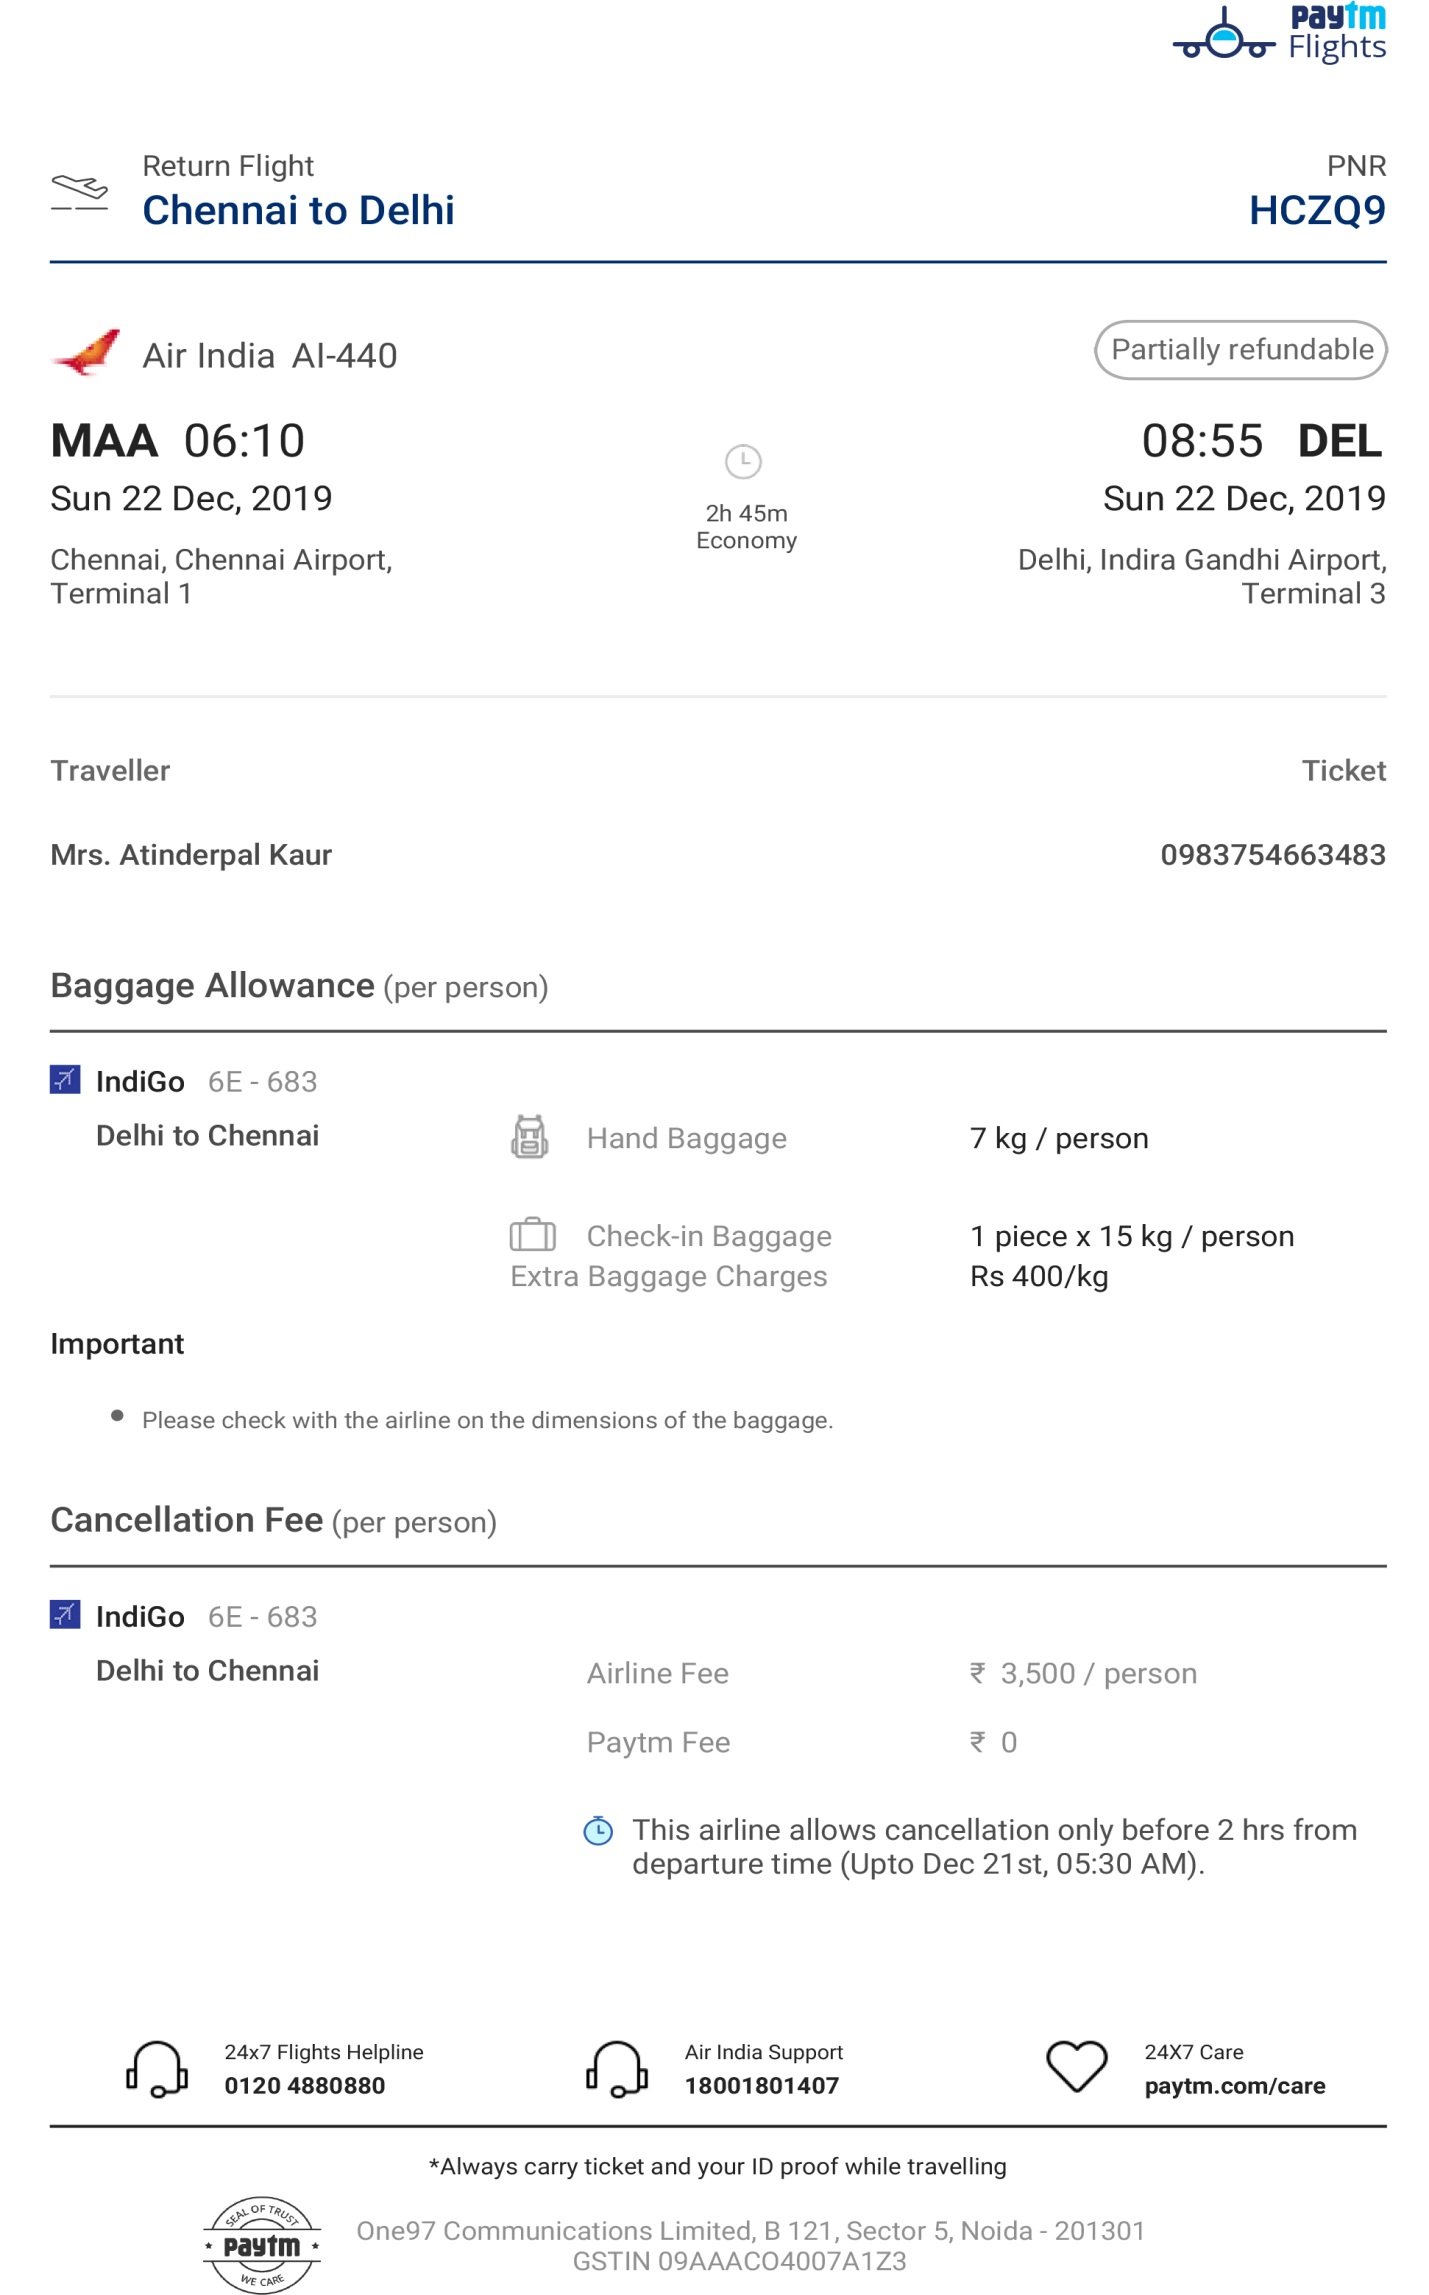 paytm
Flights
Return Flight
PNR
Chennai to Delhi
HCZQ9
Air India AI-440
Partially refundable
MAA 06:10
08:55 DEL
Sun 22 Dec, 2019
2h 45m
Sun 22 Dec, 2019
Economy
Chennai, Chennai Airport,
Terminal 1
Delhi, Indira Gandhi Airport,
Terminal 3
Traveller
Ticket
Mrs. Atinderpal Kaur
0983754663483
Baggage Allowance (per person)
IndiGo 6E - 683
Delhi to Chennai
Hand Baggage
7 kg / person
Check-in Baggage
1 piece x 15 kg / person
Extra Baggage Charges
Rs 400/kg
Important
• Please check with the airline on the dimensions of the baggage.
Cancellation Fee (per person)
IndiGo 6E - 683
Delhi to Chennai
Airline Fee
₹ 3,500 / person
Paytm Fee
₹ 0
This airline allows cancellation only before 2 hrs from
departure time (Upto Dec 21st, 05:30 AM).
24x7 Flights Helpline
0120 4880880
Air India Support
18001801407
24X7 Care
paytm.com/care
*Always carry ticket and your ID proof while travelling
SEAL OF TRUST
paytm
WE CARE
One97 Communications Limited, B 121, Sector 5, Noida - 201301
GSTIN 09AAACO4007A1Z3